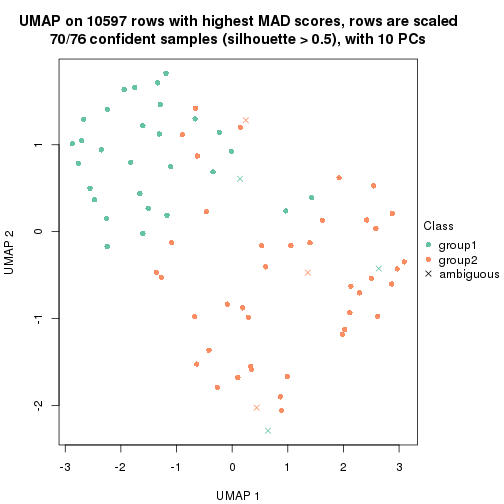 UMAP on 10597 rows with highest MAD scores, rows are scaled
70/76 confident samples (silhouette > 0.5), with 10 PCs
UMAP 2
1
0
-1
-2
-3
-2
-1
0
1
2
3
UMAP 1
Class
group1
group2
ambiguous